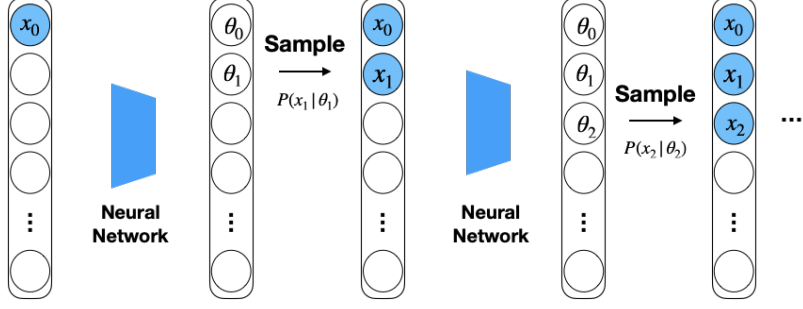 x₀
⋮
Neural
Network
θ₀
θ₁
⋮
Sample
P(x₁|θ₁)
x₀
x₁
⋮
Neural
Network
θ₀
θ₁
θ₂
⋮
Sample
P(x₂|θ₂)
x₀
x₁
x₂
⋮
...